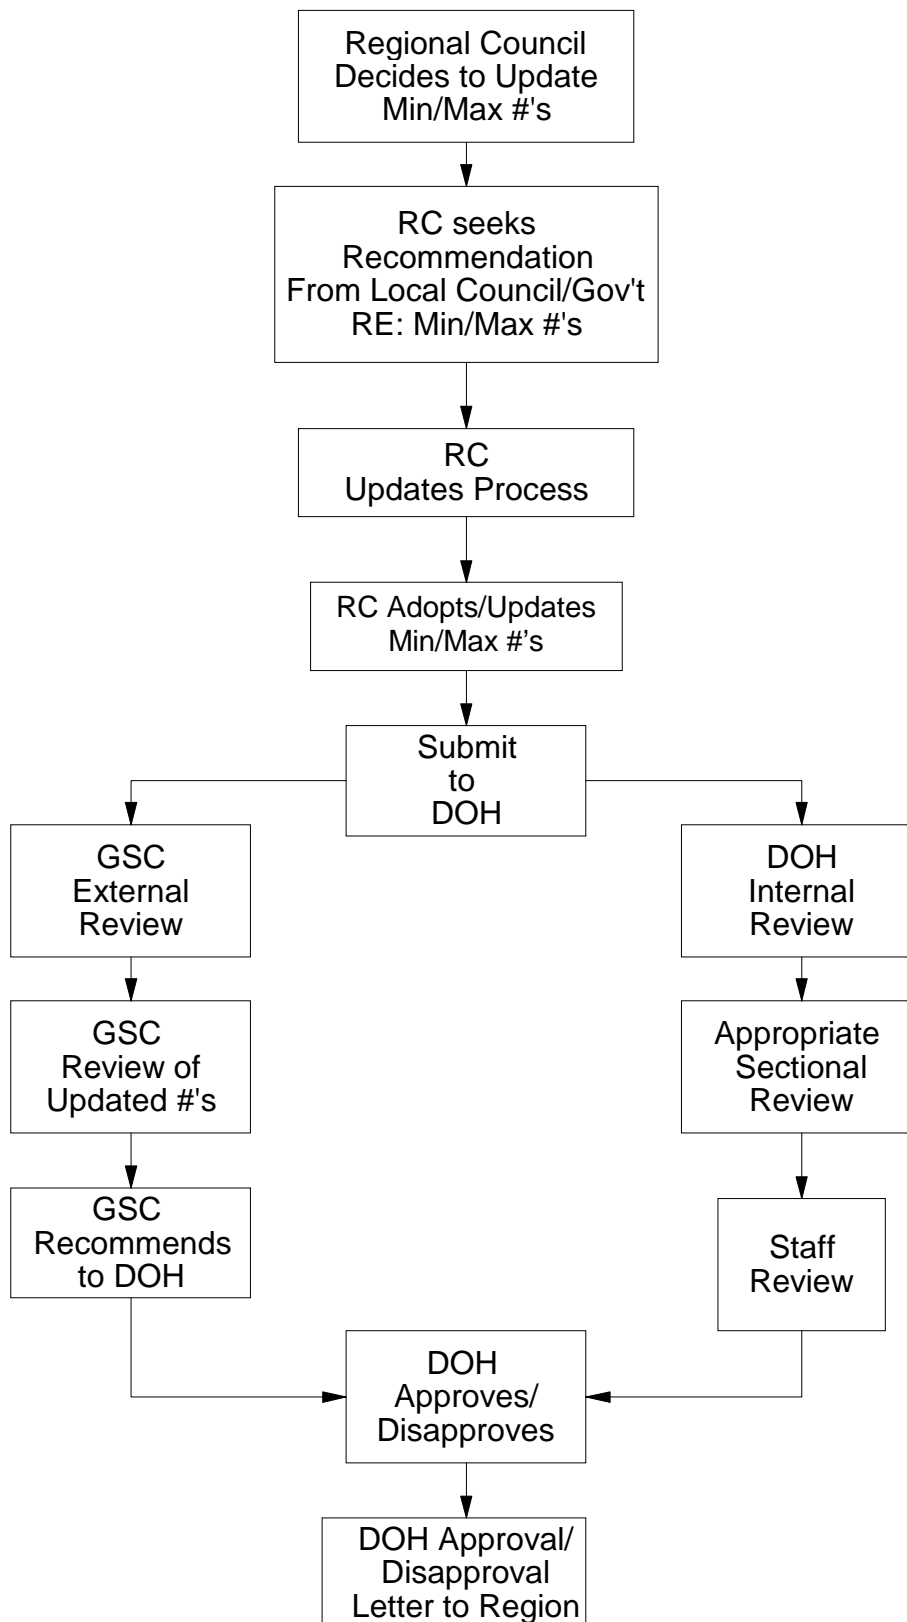 Regional Council
Decides to Update
Min/Max #'s
RC seeks
Recommendation
From Local Council/Gov't
RE: Min/Max #'s
RC
Updates Process
RC Adopts/Updates
Min/Max #’s
Submit
to
DOH
GSC
External
Review
DOH
Internal
Review
GSC
Review of
Updated #'s
Appropriate
Sectional
Review
GSC
Recommends
to DOH
Staff
Review
DOH
Approves/
Disapproves
DOH Approval/
Disapproval
Letter to Region